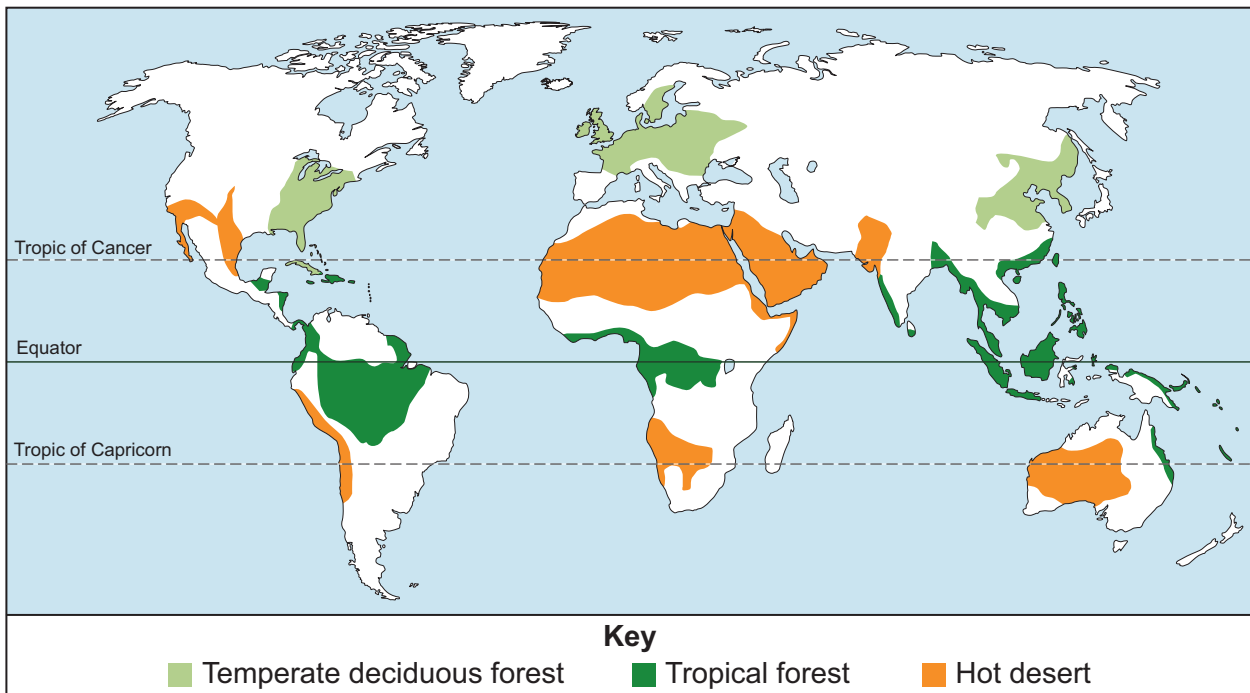 Tropic of Cancer
Equator
Tropic of Capricorn
Key
Temperate deciduous forest Tropical forest Hot desert